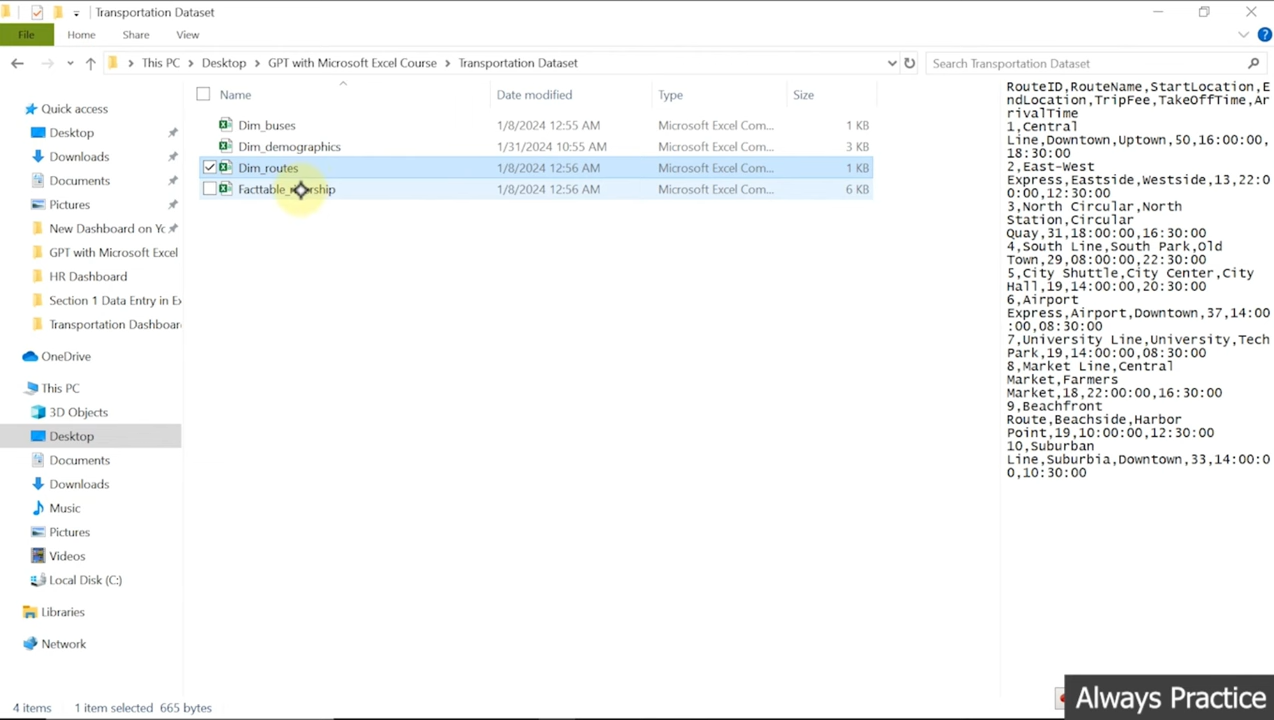 Transportation Dataset
File Home Share View
This PC Desktop GPT with Microsoft Excel Course Transportation Dataset
Search Transportation Dataset
Name Date modified Type Size
Dim_buses 1/8/2024 12:55 AM Microsoft Excel Com... 1 KB
Dim_demographics 1/31/2024 10:55 AM Microsoft Excel Com... 3 KB
Dim_routes 1/8/2024 12:56 AM Microsoft Excel Com... 1 KB
1/8/2024 12:56 AM Microsoft Excel Com... 6 KB
Quick access
Desktop
Downloads
Documents
Pictures
New Dashboard on Yc
GPT with Microsoft Excel
HR Dashboard
Section 1 Data Entry in Ex
Transportation Dashboar
OneDrive
This PC
3D Objects
Desktop
Documents
Downloads
Music
Pictures
Videos
Local Disk (C:)
Libraries
Network
RouteID,RouteName,StartLocation,E
ndLocation,TripFee,TakeOffTime,Ar
rivalTime
1,Central
Line,Downtown,Uptown,50,16:00:00,
18:30:00
2,East-West
Express,Eastside,Westside,13,22:0
0:00,12:30:00
3,North Circular,North
Station,Circular
Quay,31,18:00:00,16:30:00
4,South Line,South Park,Old
Town,29,08:00:00,22:30:00
5,City Shuttle,City Center,City
Hall,19,14:00:00,20:30:00
6,Airport
Express,Airport,Downtown,37,14:00
:00,08:30:00
7,University Line,University,Tech
Park,19,14:00:00,08:30:00
8,Market Line,Central
Market,Farmers
Market,18,22:00:00,16:30:00
9,Beachfront
Route,Beachside,Harbor
Point,19,10:00:00,12:30:00
10,Suburban
Line,Suburbia,Downtown,33,14:00:0
0,10:30:00
4 items 1 item selected 665 bytes
Always Practice